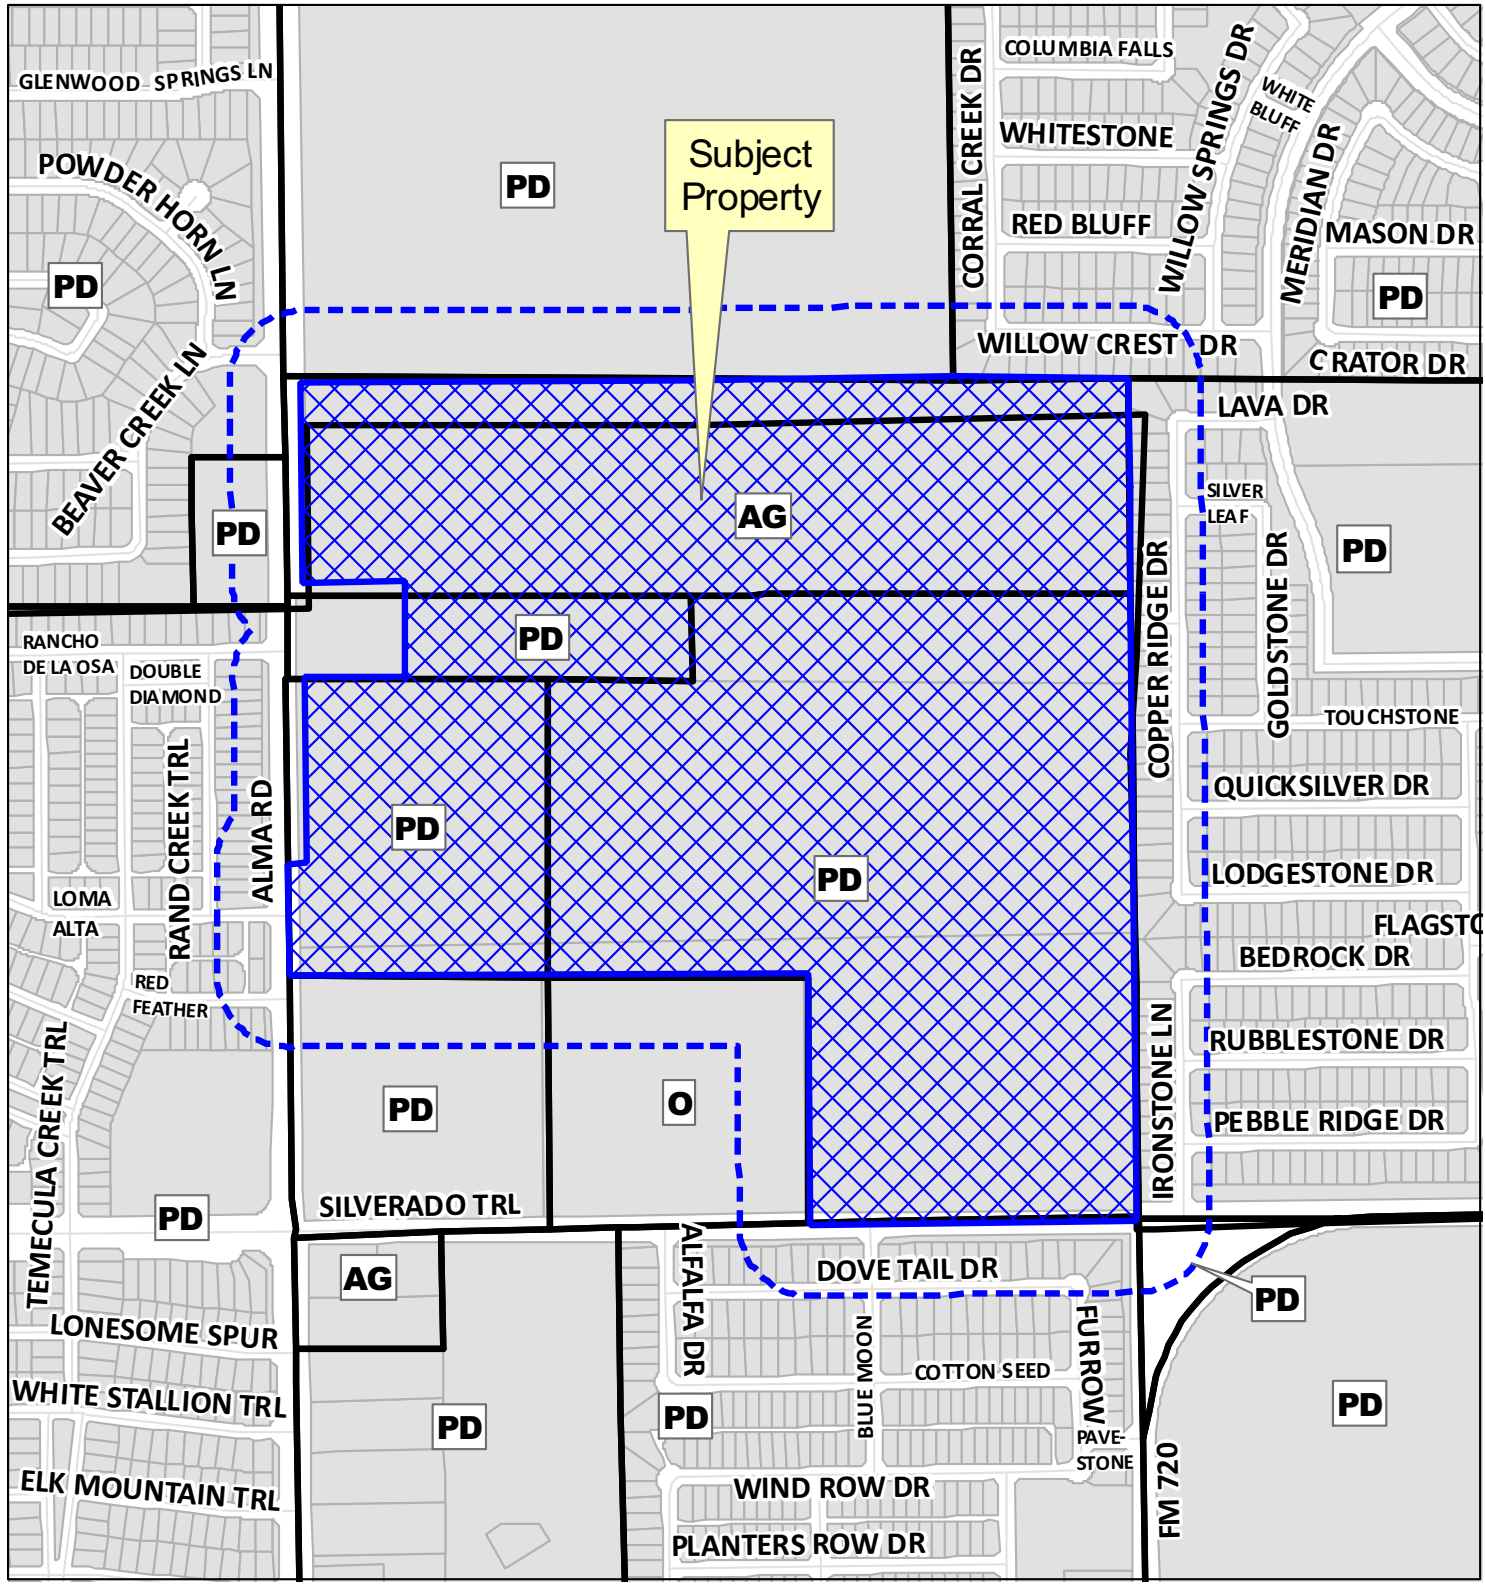 COLUMBIA FALLS
GLENWOOD SPRINGS LN
WHITE
BLUFF
WHITESTONE
CORRAL CREEK DR
WILLOW SPRINGS DR
MERIDIAN DR
Subject
Property
PD
POWDER HORN LN
RED BLUFF
MASON DR
PD
PD
WILLOW CREST DR
CRATOR DR
BEAVER CREEK LN
LAVA DR
SILVER
LEAF
AG
PD
PD
COPPER RIDGE DR
GOLDSTONE DR
RANCHO
DE LA OSA
DOUBLE
DIAMOND
PD
TOUCHSTONE
RAND CREEK TRL
ALMA RD
QUICKSILVER DR
PD
PD
LODGESTONE DR
LOMA
ALTA
FLAGSTO
BEDROCK DR
RED
FEATHER
TEMECULA CREEK TRL
IRONSTONE LN
RUBBLESTONE DR
PD
O
PEBBLE RIDGE DR
SILVERADO TRL
PD
ALFALFA DR
DOVE TAIL DR
AG
PD
LONESOME SPUR
BLUE MOON
FURROW
COTTON SEED
WHITE STALLION TRL
PD
PD
PD
PAVE-
STONE
ELK MOUNTAIN TRL
WIND ROW DR
FM 720
PLANTERS ROW DR